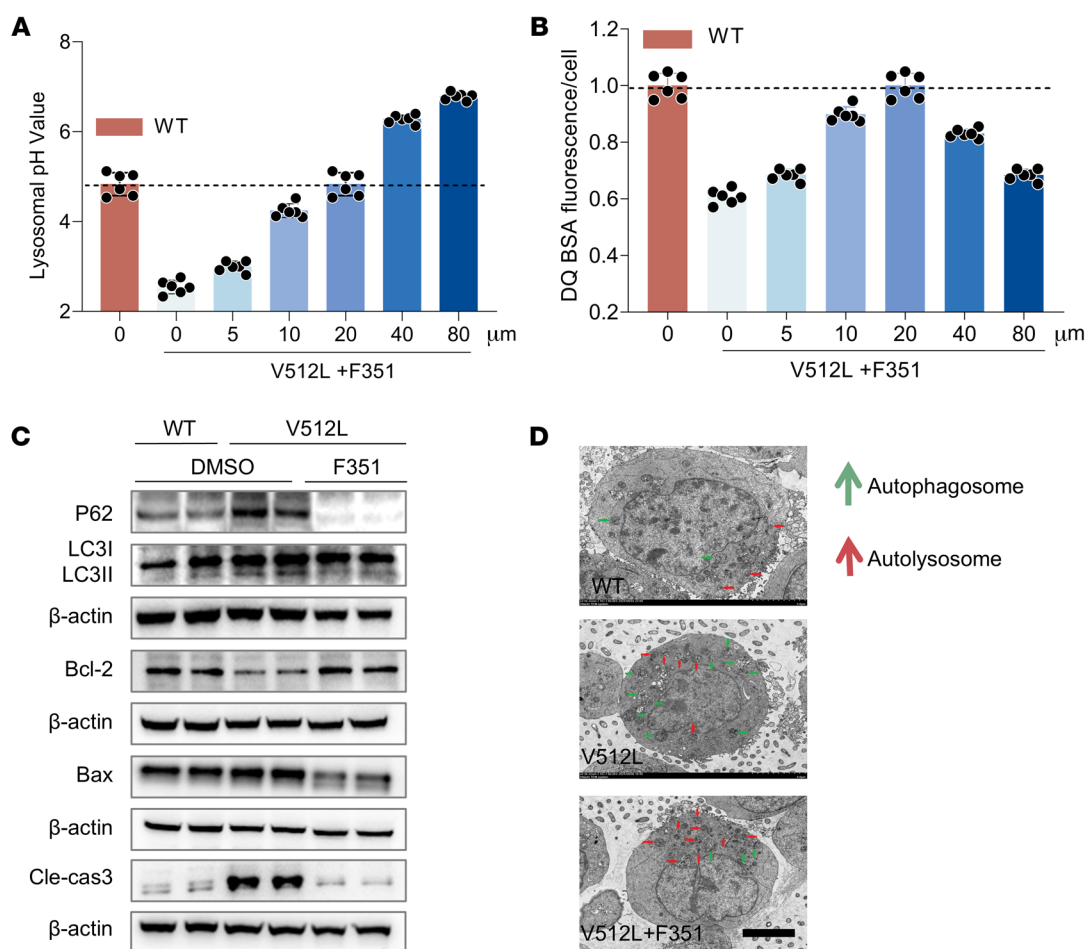 A
8
6
4
2
Lysosomal pH Value
WT
0 0 5 10 20 40 80 μm
V512L +F351
B
1.2
1.0
0.8
0.6
0.4
0.2
DQ BSA fluorescence/cell
WT
0 0 5 10 20 40 80 μm
V512L +F351
C
WT V512L
DMSO F351
P62
LC3I
LC3II
β-actin
Bcl-2
β-actin
Bax
β-actin
Cle-cas3
β-actin
D
WT
V512L
V512L+F351
Autophagosome
Autolysosome